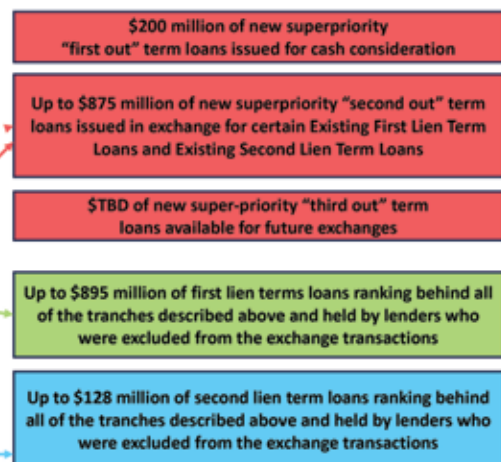 $200 million of new superpriority
“first out” term loans issued for cash consideration
Up to $875 million of new superpriority “second out” term
loans issued in exchange for certain Existing First Lien Term
Loans and Existing Second Lien Term Loans
$TBD of new super-priority “third out” term
loans available for future exchanges
Up to $895 million of first lien terms loans ranking behind all
of the tranches described above and held by lenders who
were excluded from the exchange transactions
Up to $128 million of second lien term loans ranking behind
all of the tranches described above and held by lenders who
were excluded from the exchange transactions